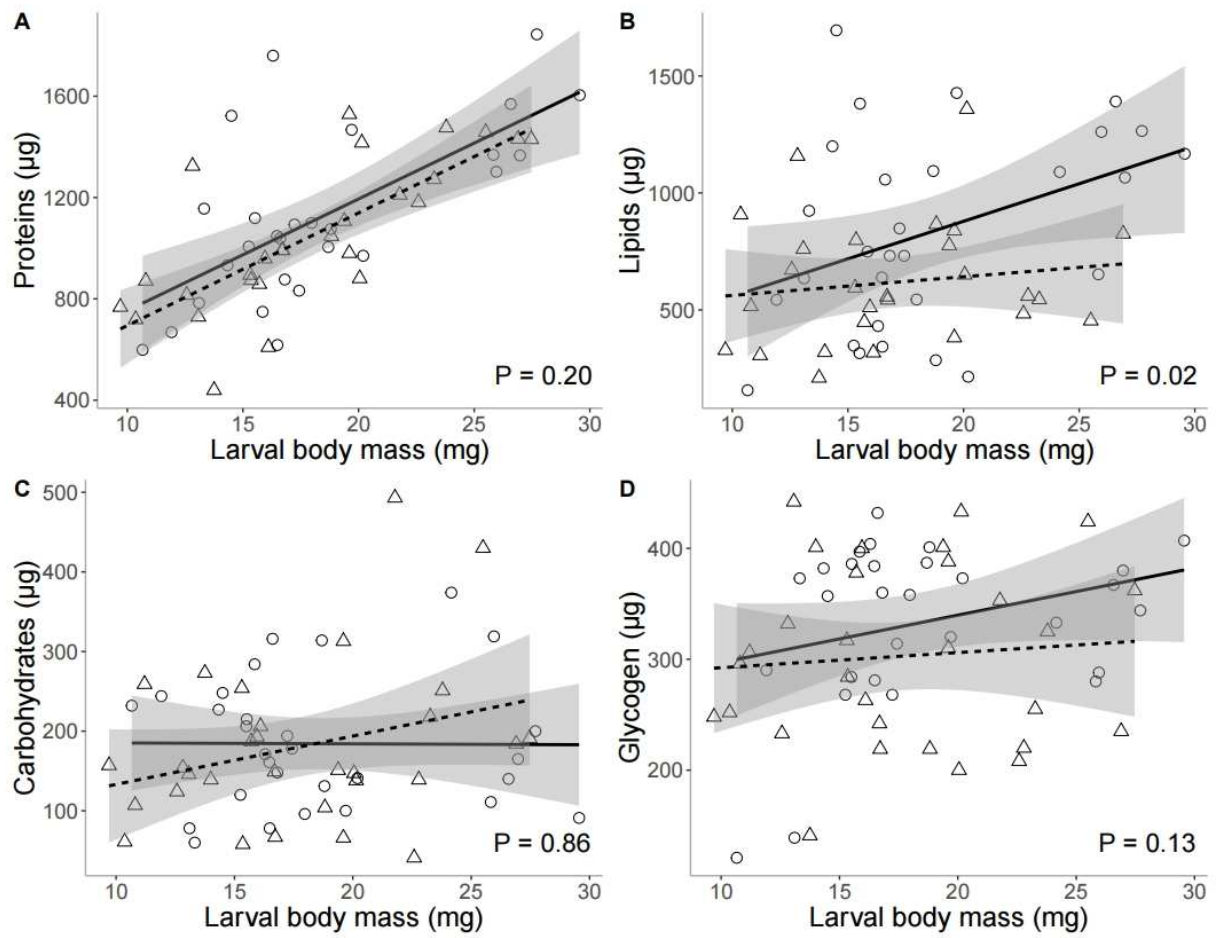 A
Proteins (µg)
1600
1200
800
400
P = 0.20
10 15 20 25 30
Larval body mass (mg)
B
Lipids (µg)
1500
1000
500
P = 0.02
10 15 20 25 30
Larval body mass (mg)
C
Carbohydrates (µg)
500
400
300
200
100
P = 0.86
10 15 20 25 30
Larval body mass (mg)
D
Glycogen (µg)
400
300
200
P = 0.13
10 15 20 25 30
Larval body mass (mg)